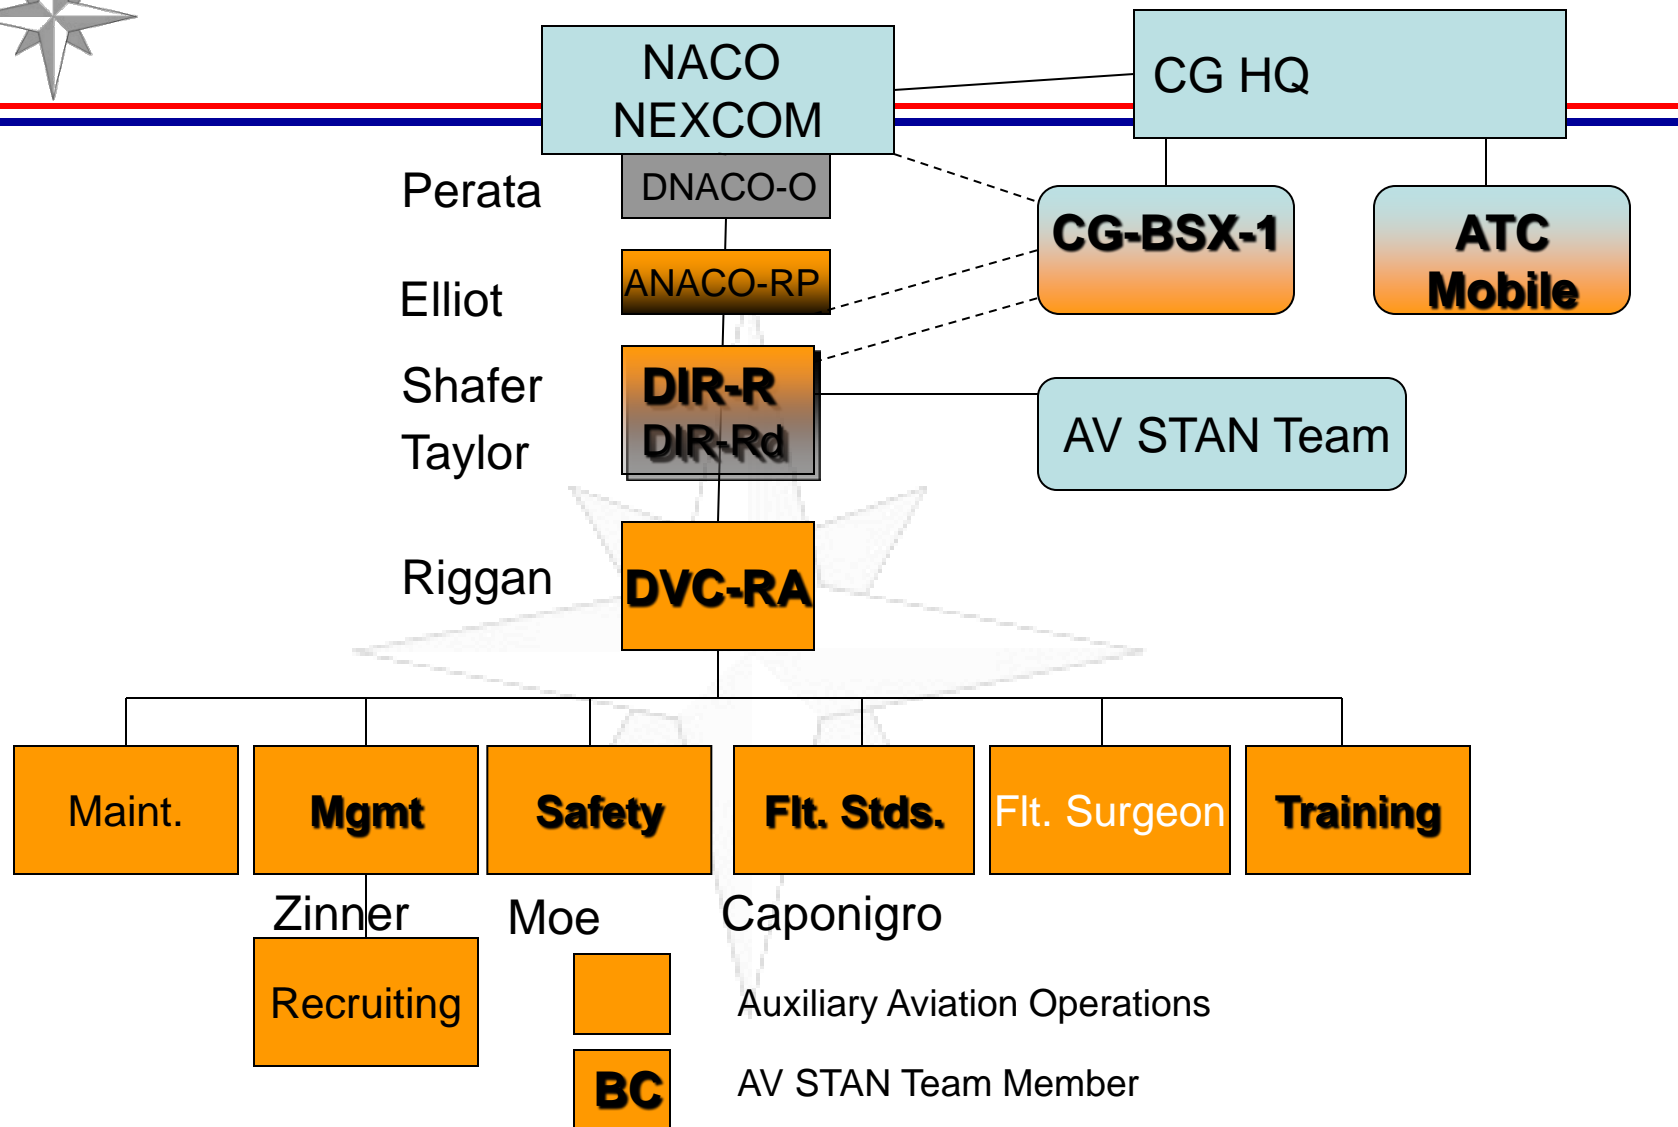 NACO
NEXCOM
CG HQ
Perata
DNACO-O
CG-BSX-1
ATC
Mobile
Elliot
ANACO-RP
Shafer
DIR-R
Taylor
DIR-Rd
AV STAN Team
Riggan
DVC-RA
Maint.
Mgmt
Safety
Flt. Stds.
Flt. Surgeon
Training
Zinner
Moe
Caponigro
Recruiting
Auxiliary Aviation Operations
BC
AV STAN Team Member